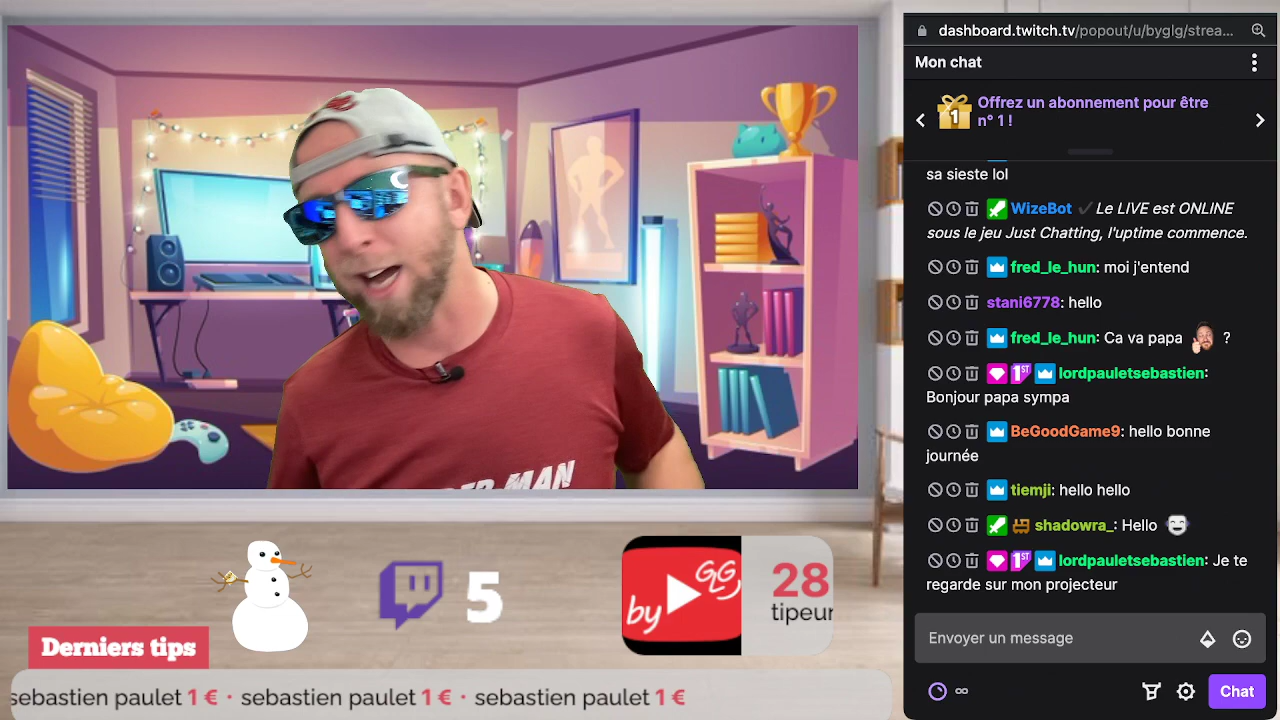 dashboard.twitch.tv/popout/u/byglg/strea...
Mon chat
Offrez un abonnement pour être
n° 1 !
1
sa sieste lol
WizeBot ✓Le LIVE est ONLINE
sous le jeu Just Chatting, l'uptime commence.
fred_le_hun: moi j'entend
stani6778: hello
fred_le_hun: Ca va papa ?
1ST lordpauletsebastien:
Bonjour papa sympa
BeGoodGame9: hello bonne
journée
tiemji: hello hello
shadowra_: Hello
1ST lordpauletsebastien: Je te
regarde sur mon projecteur
Envoyer un message
∞
Chat
5
28
tipeur
Derniers tips
sebastien paulet 1 € · sebastien paulet 1 € · sebastien paulet 1 €